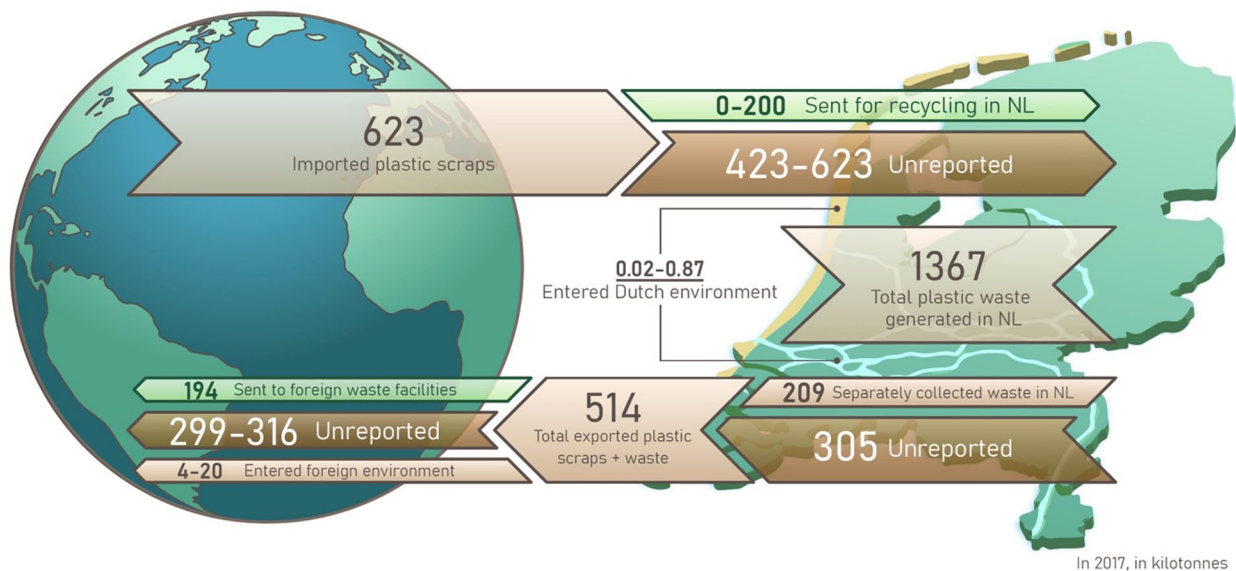 623
Imported plastic scraps
0-200 Sent for recycling in NL
423-623 Unreported
0.02-0.87
Entered Dutch environment
1367
Total plastic waste
generated in NL
194 Sent to foreign waste facilities
299-316 Unreported
4-20 Entered foreign environment
514
Total exported plastic
scraps + waste
209 Separately collected waste in NL
305 Unreported
In 2017, in kilotonnes